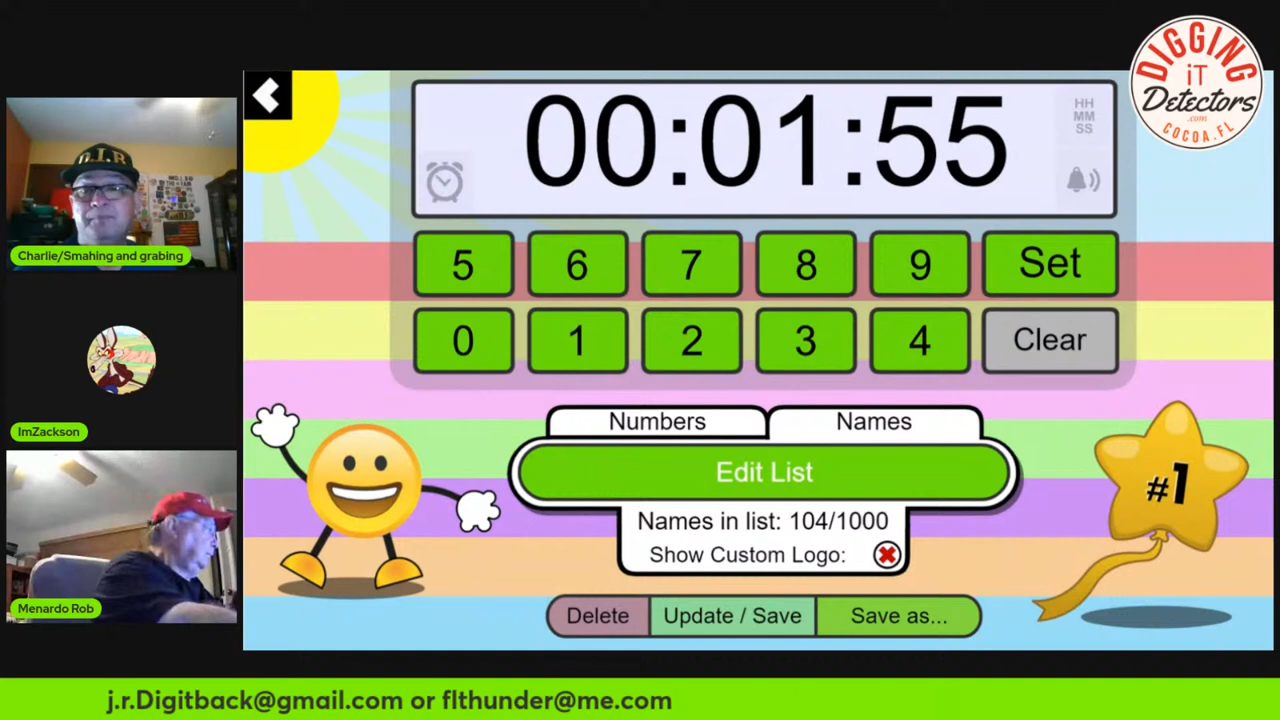 DIGGING
iT
Detectors
.com
COCOA.FL
00:01:55
HH
MM
SS
5 6 7 8 9 Set
0 1 2 3 4 Clear
Numbers Names
Edit List
Names in list: 104/1000
Show Custom Logo:
Delete Update / Save Save as...
#1
D.I.R
Charlie/Smahing and grabing
ImZackson
Menardo Rob
j.r.Digitback@gmail.com or flthunder@me.com